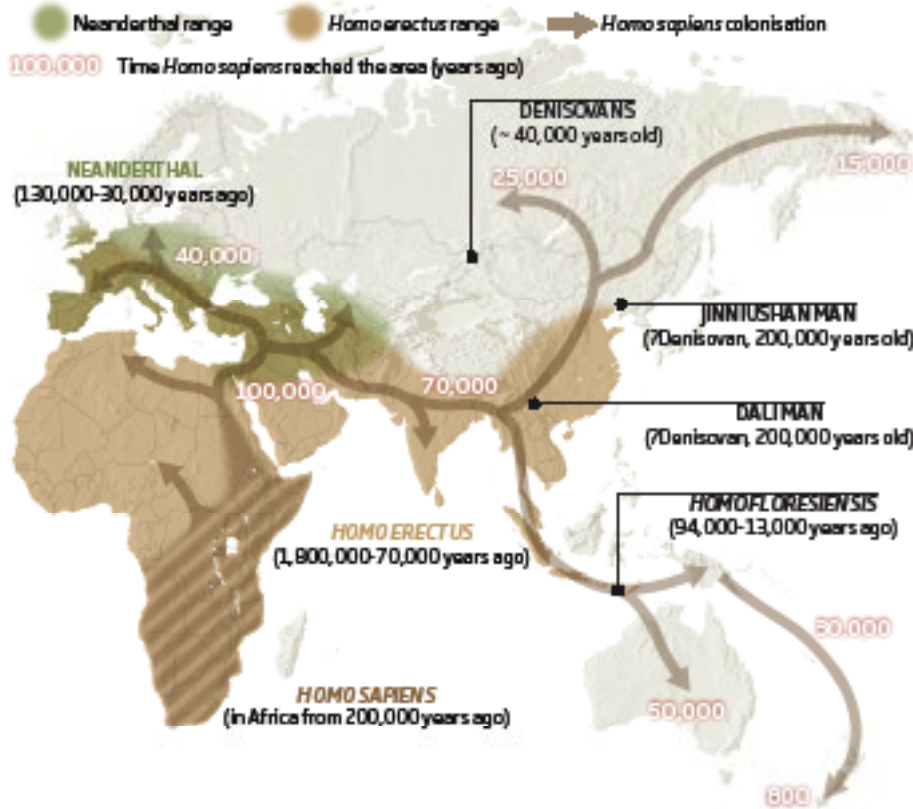 Neanderthal range
Homo erectus range
Homo sapiens colonisation
100,000 Time Homo sapiens reached the area (years ago)
DENISOVANS
(~ 40,000 years old)
15,000
NEANDERTHAL
(130,000-30,000 years ago)
25,000
40,000
JINNIUSHAN MAN
(?Denisovan, 200,000 years old)
100,000
70,000
DALI MAN
(?Denisovan, 200,000 years old)
HOMO FLORESIENSIS
(94,000-13,000 years ago)
HOMO ERECTUS
(1,800,000-70,000 years ago)
30,000
HOMO SAPIENS
(in Africa from 200,000 years ago)
50,000
800